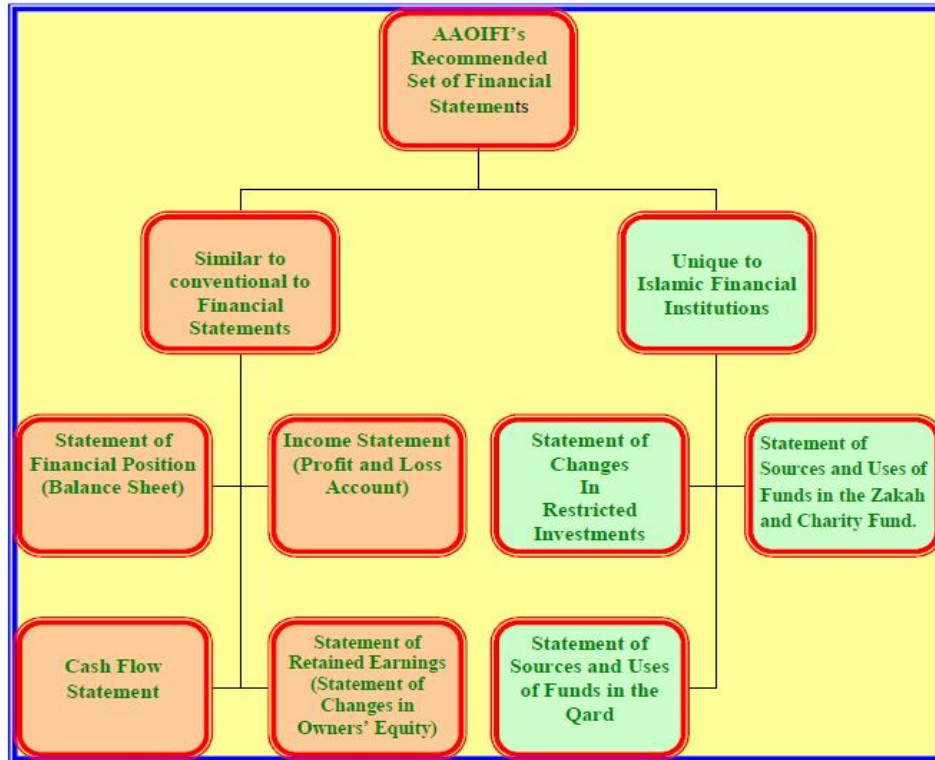 AAOIFI's
Recommended
Set of Financial
Statements
Similar to
conventional to
Financial
Statements
Unique to
Islamic Financial
Institutions
Statement of
Financial Position
(Balance Sheet)
Income Statement
(Profit and Loss
Account)
Statement of
Changes
In
Restricted
Investments
Statement of
Sources and Uses of
Funds in the Zakah
and Charity Fund.
Cash Flow
Statement
Statement of
Retained Earnings
(Statement of
Changes in
Owners' Equity)
Statement of
Sources and Uses
of Funds in the
Qard